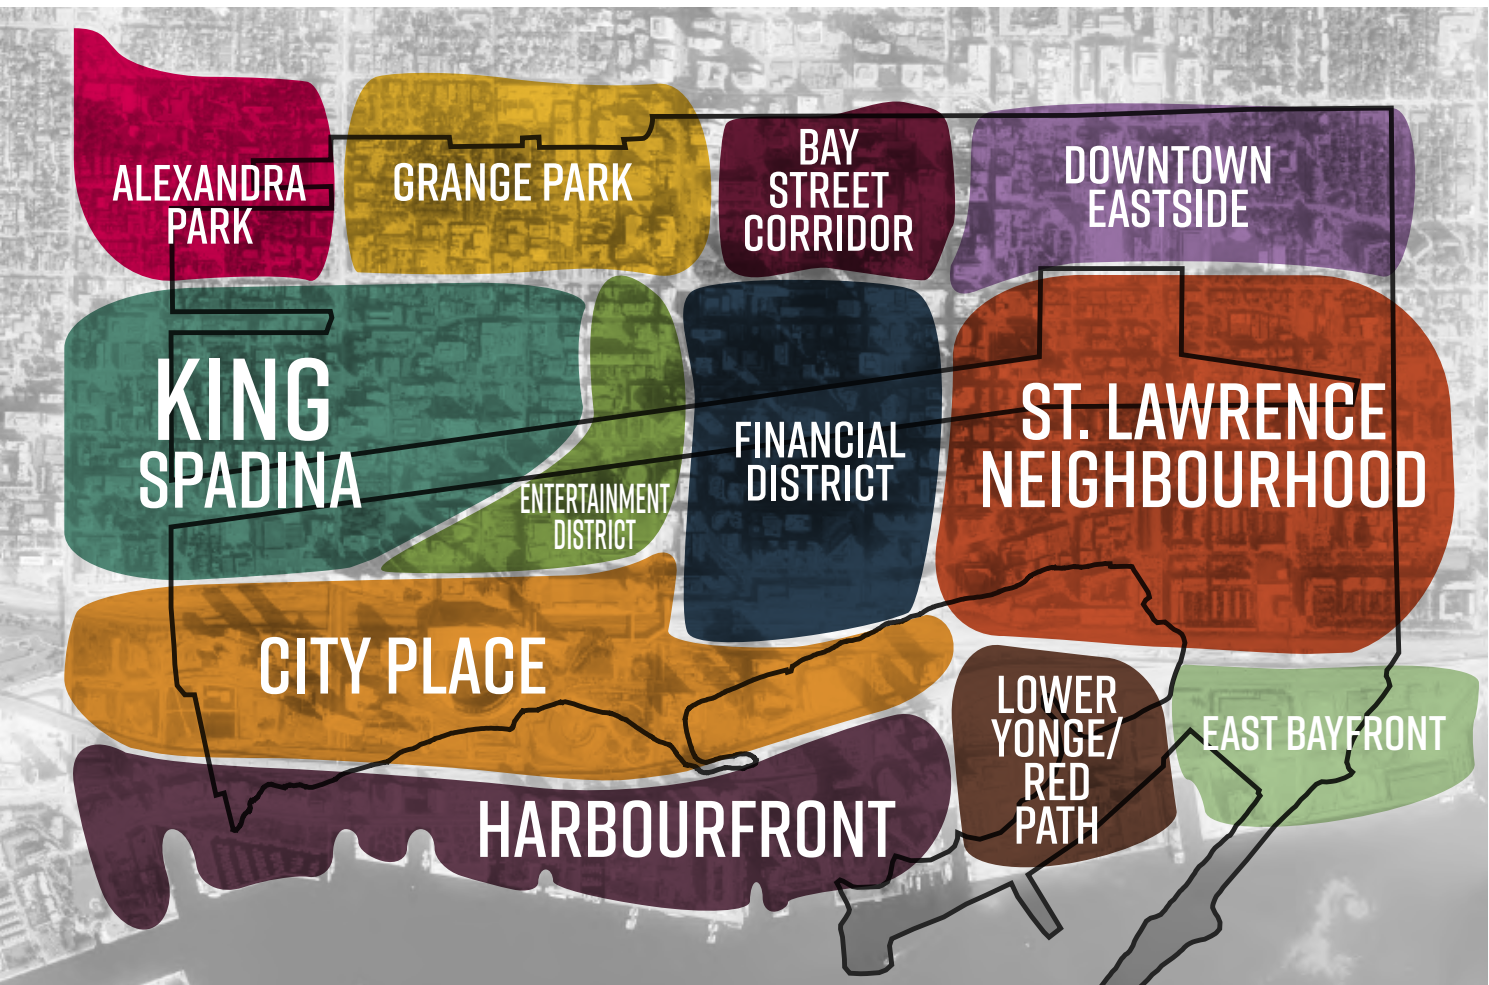 ALEXANDRA
PARK
GRANGE PARK
BAY
STREET
CORRIDOR
DOWNTOWN
EASTSIDE
KING
SPADINA
ENTERTAINMENT
DISTRICT
FINANCIAL
DISTRICT
ST. LAWRENCE
NEIGHBOURHOOD
CITY PLACE
LOWER
YONGE/
RED
PATH
EAST BAYFRONT
HARBOURFRONT